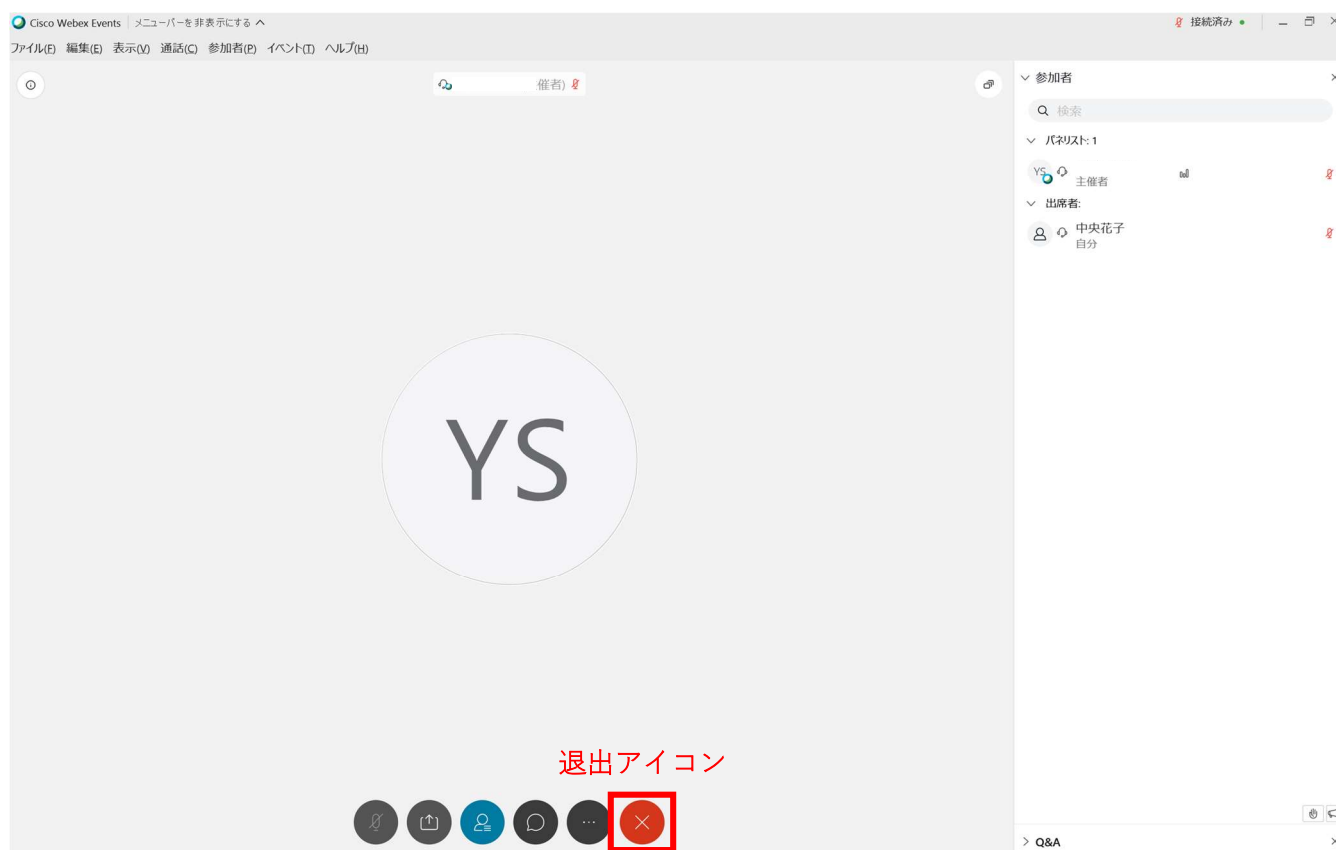 Cisco Webex Events メニューバーを非表示にする 接続済み
ファイル(F) 編集(E) 表示(V) 通話(C) 参加者(P) イベント(T) ヘルプ(H)
催者)
参加者
検索
パネリスト: 1
YS
主催者
出席者:
中央花子
自分
YS
退出アイコン
Q&A